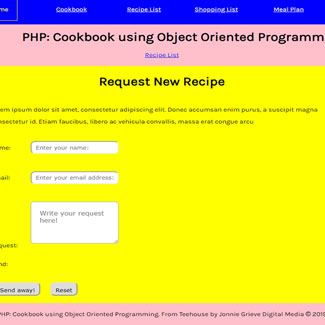 me Cookbook Recipe List Shopping List Meal Plan
PHP: Cookbook using Object Oriented Programm
Recipe List
Request New Recipe
em ipsum dolor sit amet, consectetur adipiscing elit. Donec accumsan enim purus, a suscipit magna
nsectetur id. Etiam faucibus, libero ac vehicula convallis, massa erat congue arcu
me: Enter your name:
ail: Enter your email address:
Write your request
here!
quest:
nd:
Send away! Reset
PHP: Cookbook using Object Oriented Programming. From Teehouse by Jonnie Grieve Digital Media © 201